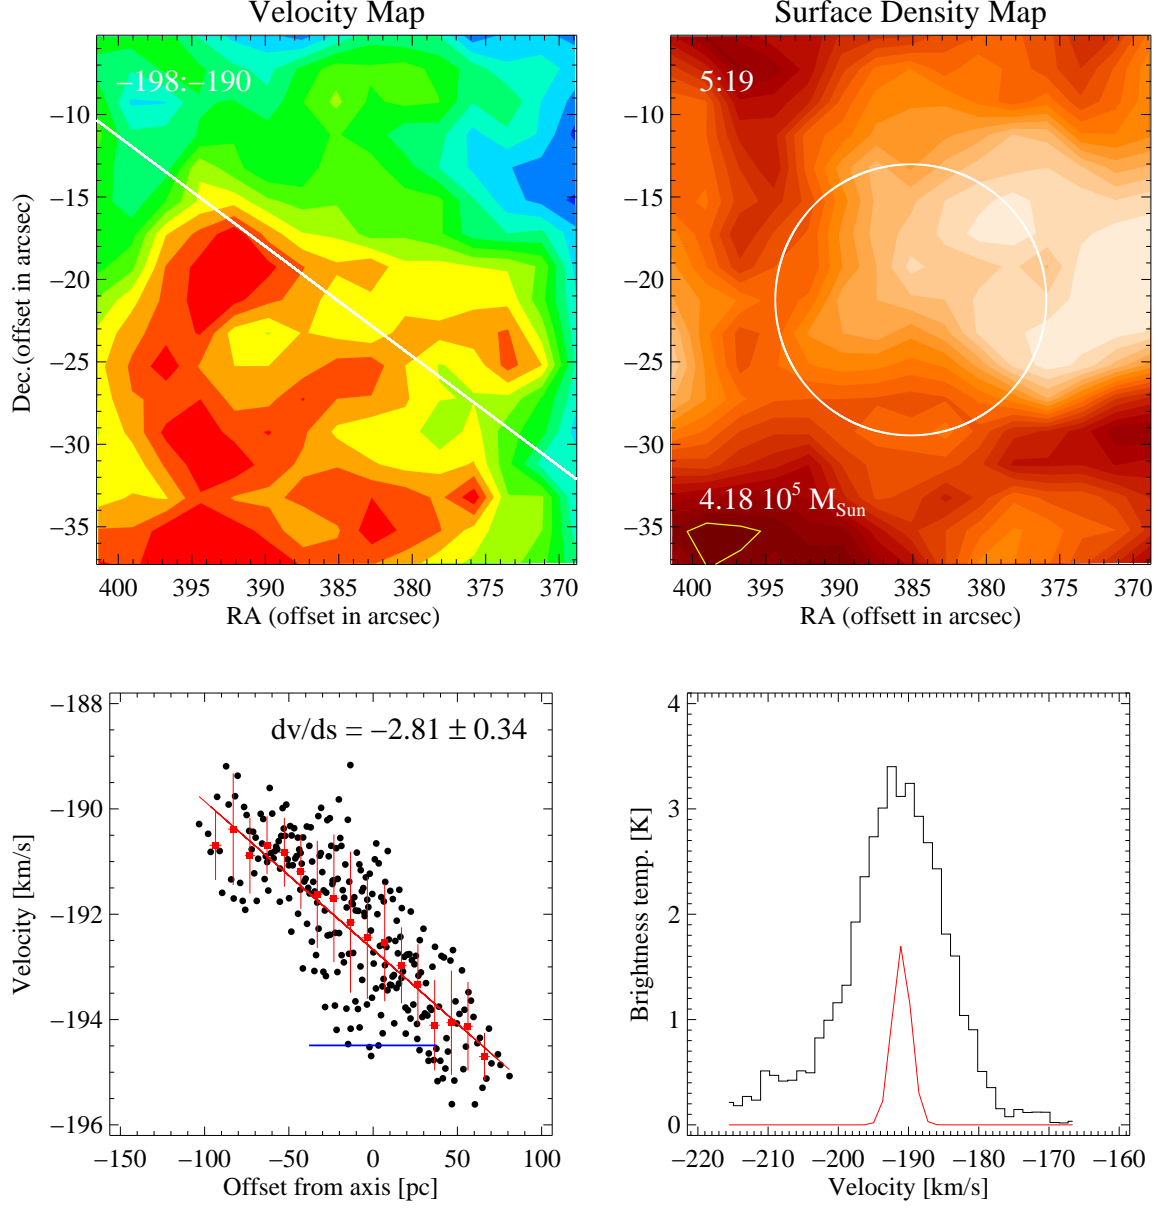 Velocity Map
−198:−190
−10
−15
−20
−25
−30
−35
Dec.(offset in arcsec)
400 395 390 385 380 375 370
RA (offset in arcsec)
Surface Density Map
5:19
4.18 10⁵ M_Sun
−10
−15
−20
−25
−30
−35
400 395 390 385 380 375 370
RA (offsett in arcsec)
dv/ds = −2.81 ± 0.34
−188
−190
−192
−194
−196
Velocity [km/s]
−150 −100 −50 0 50 100
Offset from axis [pc]
4
3
2
1
0
Brightness temp. [K]
−220 −210 −200 −190 −180 −170 −160
Velocity [km/s]